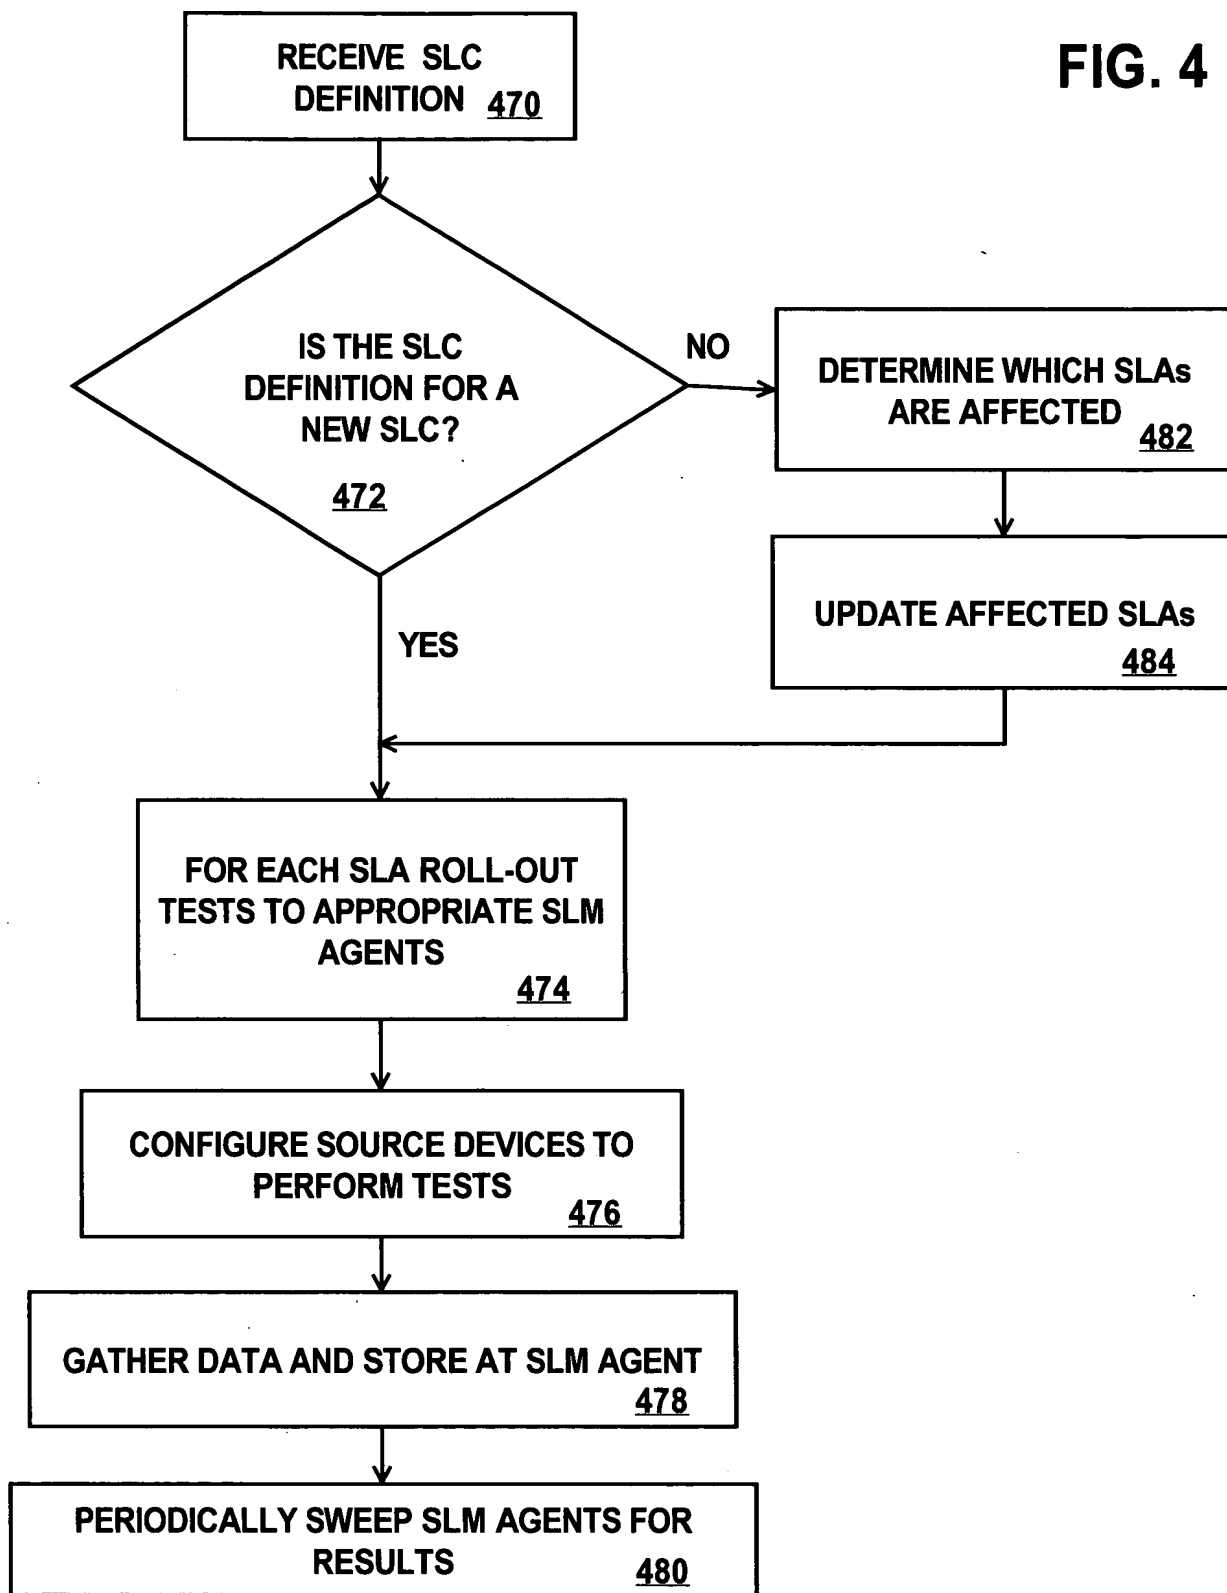 FIG. 4
RECEIVE SLC
DEFINITION 470
IS THE SLC
DEFINITION FOR A
NEW SLC?
472
NO
DETERMINE WHICH SLAs
ARE AFFECTED
482
UPDATE AFFECTED SLAs
484
YES
FOR EACH SLA ROLL-OUT
TESTS TO APPROPRIATE SLM
AGENTS
474
CONFIGURE SOURCE DEVICES TO
PERFORM TESTS
476
GATHER DATA AND STORE AT SLM AGENT
478
PERIODICALLY SWEEP SLM AGENTS FOR
RESULTS 480